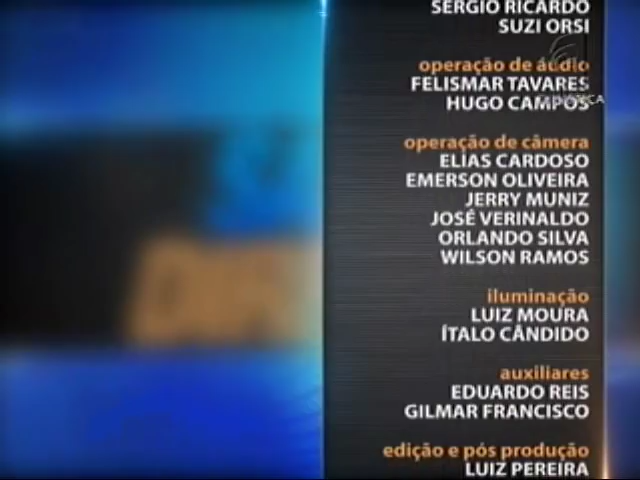 SERGIO RICARDO
SUZI ORSI
operação de áudio
FELISMAR TAVARES
HUGO CAMPOS
operação de câmera
ELIAS CARDOSO
EMERSON OLIVEIRA
JERRY MUNIZ
JOSÉ VERINALDO
ORLANDO SILVA
WILSON RAMOS
iluminação
LUIZ MOURA
ÍTALO CÂNDIDO
auxiliares
EDUARDO REIS
GILMAR FRANCISCO
edição e pós produção
LUIZ PEREIRA